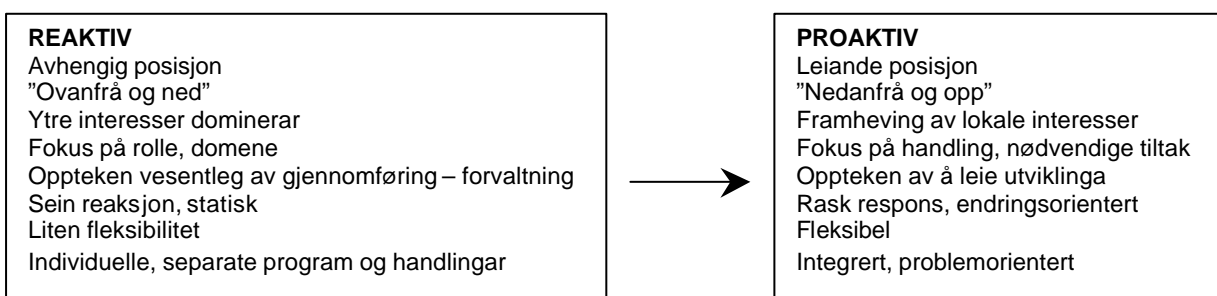 REAKTIV
Avhengig posisjon
”Ovanfrå og ned”
Ytre interesser dominerar
Fokus på rolle, domene
Oppteken vesentleg av gjennomføring – forvaltning
Sein reaksjon, statisk
Liten fleksibilitet
Individuelle, separate program og handlingar
PROAKTIV
Leiande posisjon
”Nedanfrå og opp”
Framheving av lokale interesser
Fokus på handling, nødvendige tiltak
Oppteken av å leie utviklinga
Rask respons, endringsorientert
Fleksibel
Integrert, problemorientert